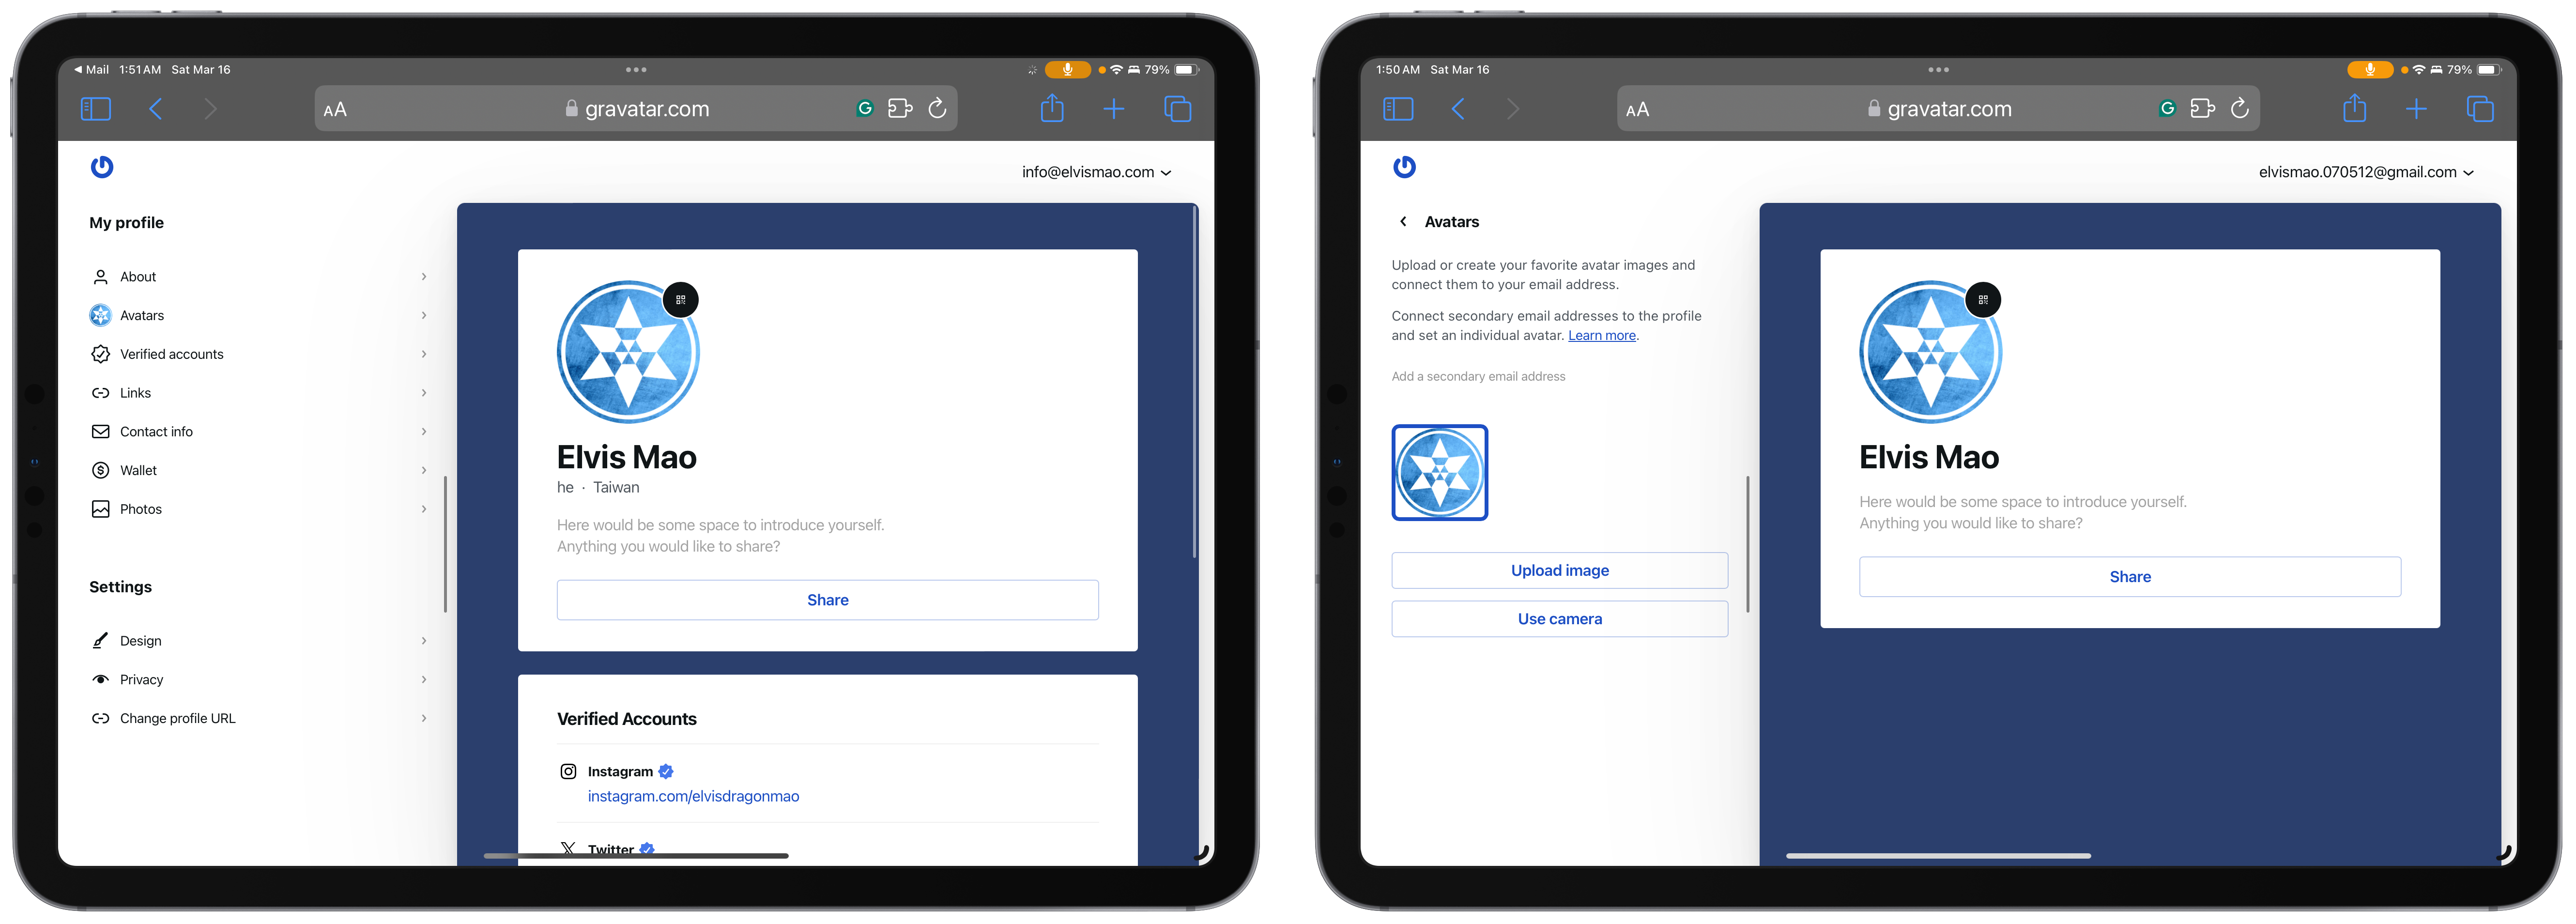 Mail 1:51 AM Sat Mar 16
79%
AA
gravatar.com
info@elvismao.com
My profile
About
Avatars
Verified accounts
Links
Contact info
Wallet
Photos
Settings
Design
Privacy
Change profile URL
Elvis Mao
he · Taiwan
Here would be some space to introduce yourself.
Anything you would like to share?
Share
Verified Accounts
Instagram
instagram.com/elvisdragonmao
Twitter
1:50 AM Sat Mar 16
79%
AA
gravatar.com
elvismao.070512@gmail.com
Avatars
Upload or create your favorite avatar images and
connect them to your email address.
Connect secondary email addresses to the profile
and set an individual avatar. Learn more.
Add a secondary email address
Upload image
Use camera
Elvis Mao
Here would be some space to introduce yourself.
Anything you would like to share?
Share